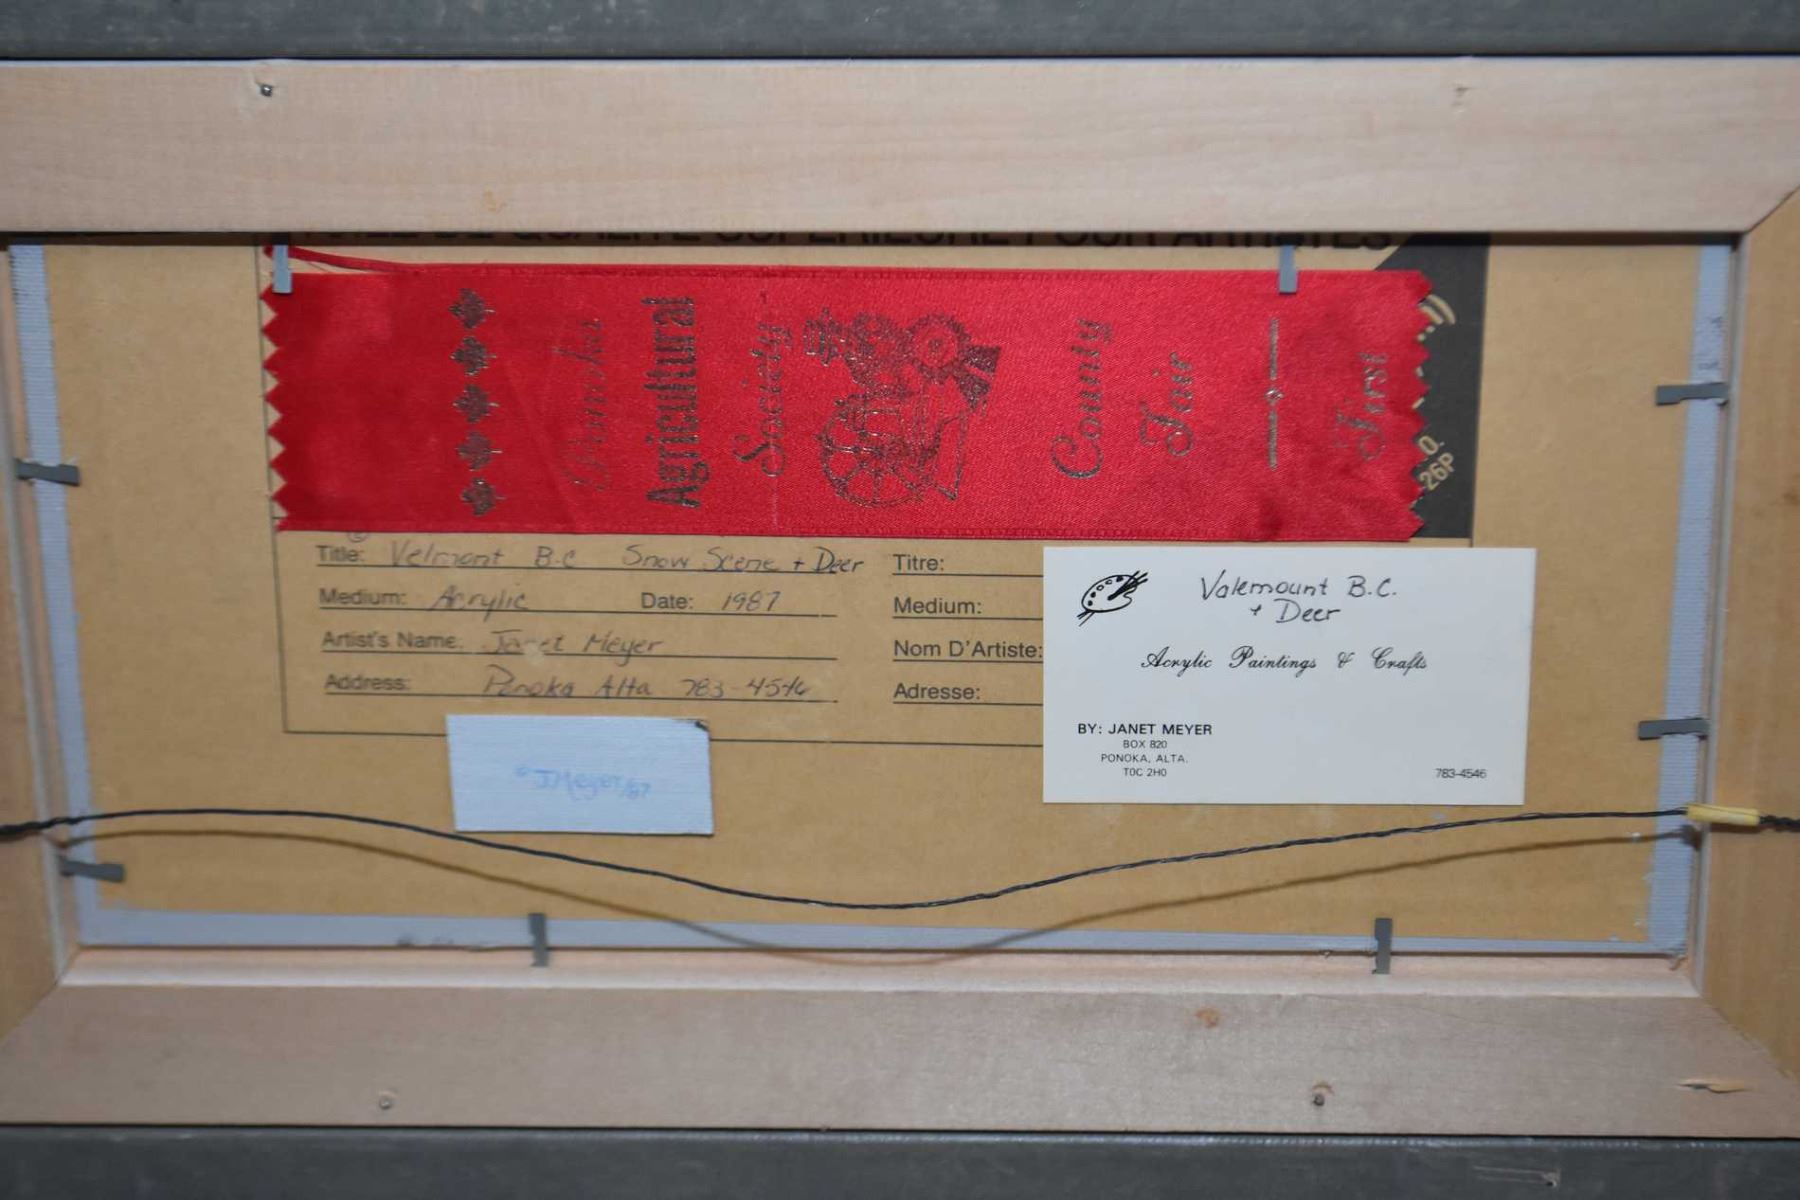 Ponoka
Agricultural
Society
County
Fair
First
O.
26P
Title: Velmont B.C Snow Scene + Deer
Medium: Acrylic Date: 1987
Artist's Name: Janet Meyer
Address: Ponoka Alta 783-4546
Titre:
Medium:
Nom D'Artiste:
Adresse:
© J Meyer/87
Valemount B.C.
+ Deer
Acrylic Paintings & Crafts
BY: JANET MEYER
BOX 820
PONOKA, ALTA.
T0C 2H0
783-4546